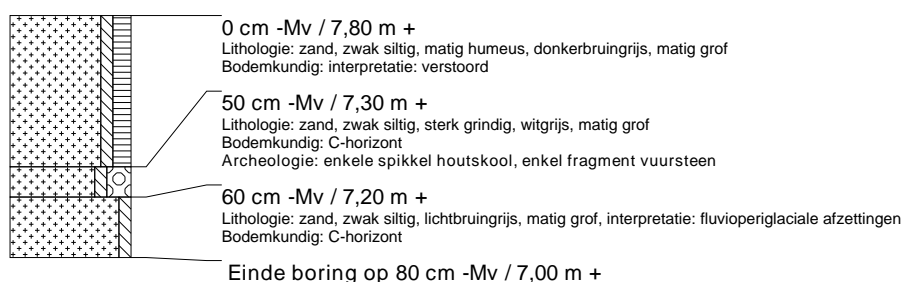 0 cm -Mv / 7,80 m +
Lithologie: zand, zwak siltig, matig humeus, donkerbruingrijs, matig grof
Bodemkundig: interpretatie: verstoord
50 cm -Mv / 7,30 m +
Lithologie: zand, zwak siltig, sterk grindig, witgrijs, matig grof
Bodemkundig: C-horizont
Archeologie: enkele spikkel houtskool, enkel fragment vuursteen
60 cm -Mv / 7,20 m +
Lithologie: zand, zwak siltig, lichtbruingrijs, matig grof, interpretatie: fluvioperiglaciale afzettingen
Bodemkundig: C-horizont
Einde boring op 80 cm -Mv / 7,00 m +